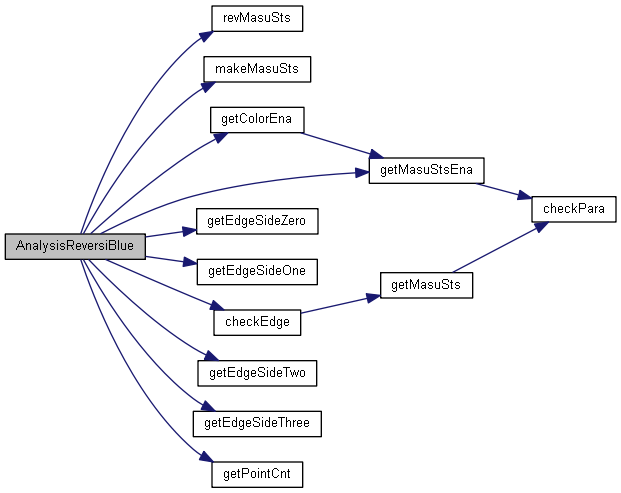 revMasuSts
makeMasuSts
getColorEna
getMasuStsEna
checkPara
getEdgeSideZero
AnalysisReversiBlue
getEdgeSideOne
getMasuSts
checkEdge
getEdgeSideTwo
getEdgeSideThree
getPointCnt